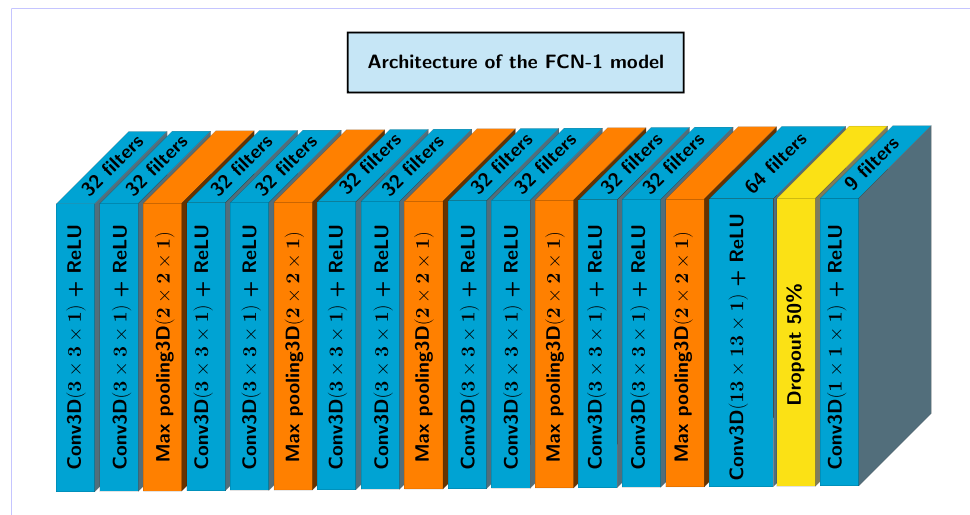 Architecture of the FCN-1 model
32 filters
32 filters
32 filters
32 filters
32 filters
32 filters
32 filters
32 filters
32 filters
32 filters
64 filters
9 filters
Conv3D(3 × 3 × 1) + ReLU
Conv3D(3 × 3 × 1) + ReLU
Max pooling3D(2 × 2 × 1)
Conv3D(3 × 3 × 1) + ReLU
Conv3D(3 × 3 × 1) + ReLU
Max pooling3D(2 × 2 × 1)
Conv3D(3 × 3 × 1) + ReLU
Conv3D(3 × 3 × 1) + ReLU
Max pooling3D(2 × 2 × 1)
Conv3D(3 × 3 × 1) + ReLU
Conv3D(3 × 3 × 1) + ReLU
Max pooling3D(2 × 2 × 1)
Conv3D(3 × 3 × 1) + ReLU
Conv3D(3 × 3 × 1) + ReLU
Max pooling3D(2 × 2 × 1)
Conv3D(13 × 13 × 1) + ReLU
Dropout 50%
Conv3D(1 × 1 × 1) + ReLU